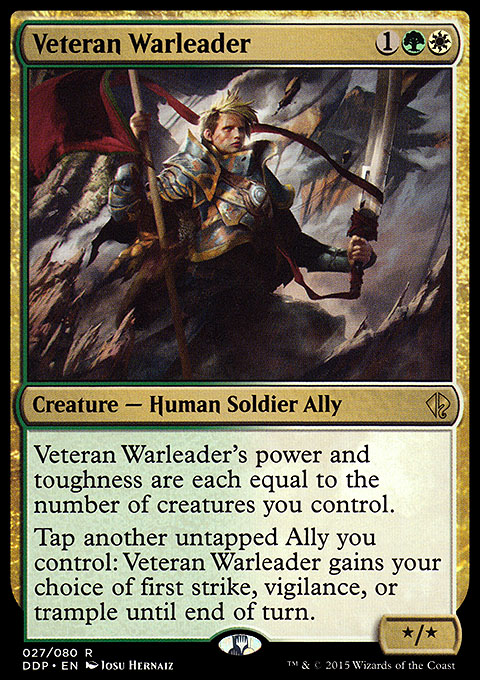 Veteran Warleader 1
Creature — Human Soldier Ally
Veteran Warleader's power and
toughness are each equal to the
number of creatures you control.
Tap another untapped Ally you
control: Veteran Warleader gains your
choice of first strike, vigilance, or
trample until end of turn.
*/*
027/080 R
DDP • EN Josu Hernaiz
™ & © 2015 Wizards of the Coast